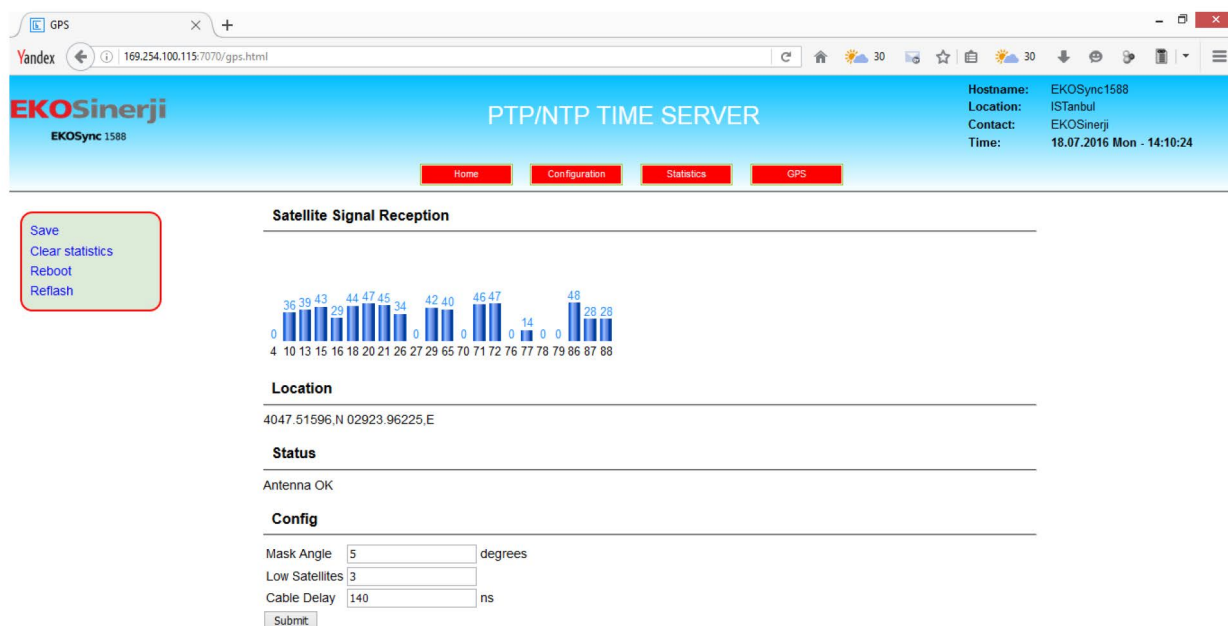 GPS
Yandex
169.254.100.115:7070/gps.html
30
30
EKOSinerji
EKOSync 1588
PTP/NTP TIME SERVER
Hostname: EKOSync1588
Location: ISTanbul
Contact: EKOSinerji
Time: 18.07.2016 Mon - 14:10:24
Home Configuration Statistics GPS
Save
Clear statistics
Reboot
Reflash
Satellite Signal Reception
0 36 39 43 29 44 47 45 34 0 42 40 0 46 47 0 14 0 0 48 28 28
4 10 13 15 16 18 20 21 26 27 29 65 70 71 72 76 77 78 79 86 87 88
Location
4047.51596,N 02923.96225,E
Status
Antenna OK
Config
Mask Angle 5 degrees
Low Satellites 3
Cable Delay 140 ns
Submit